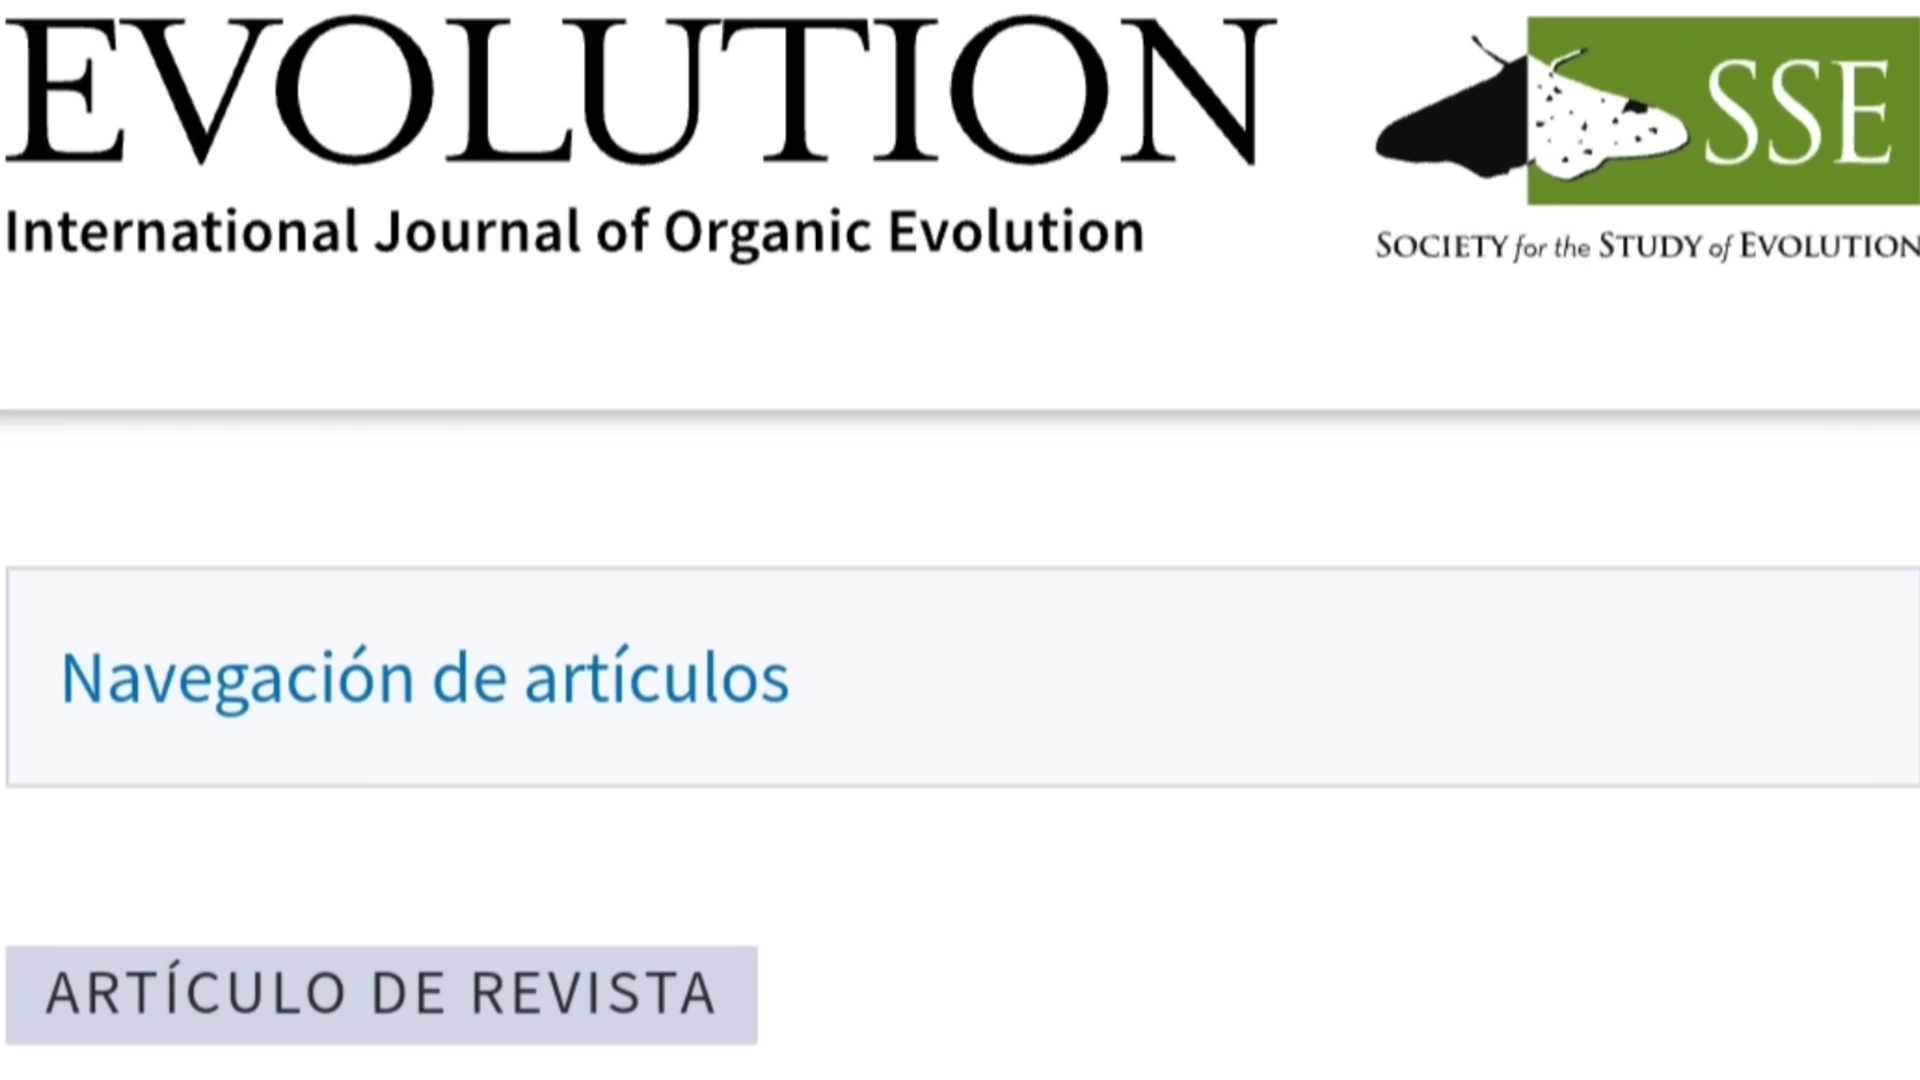 EVOLUTION
International Journal of Organic Evolution
SSE
SOCIETY for the STUDY of EVOLUTION
Navegación de artículos
ARTÍCULO DE REVISTA